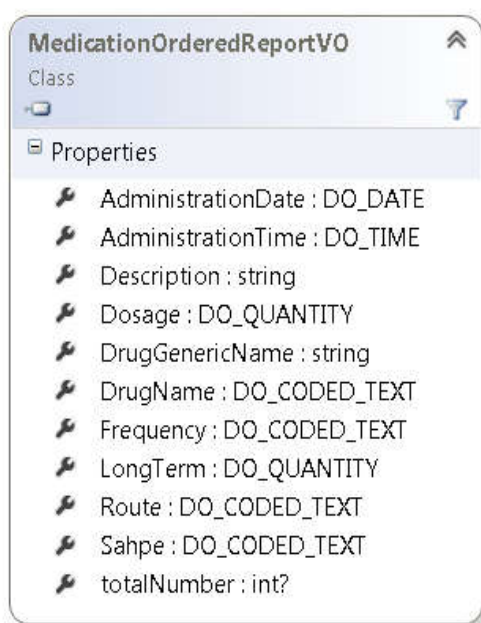 MedicationOrderedReportVO
Class
Properties
AdministrationDate : DO_DATE
AdministrationTime : DO_TIME
Description : string
Dosage : DO_QUANTITY
DrugGenericName : string
DrugName : DO_CODED_TEXT
Frequency : DO_CODED_TEXT
LongTerm : DO_QUANTITY
Route : DO_CODED_TEXT
Sahpe : DO_CODED_TEXT
totalNumber : int?